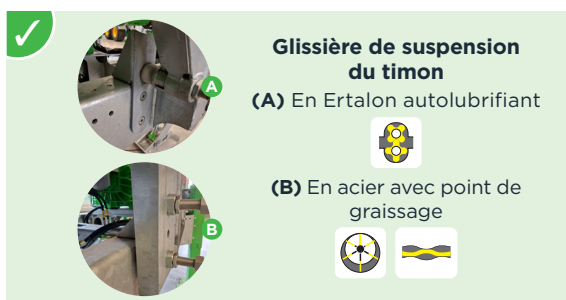 Glissière de suspension
du timon
(A) En Ertalon autolubrifiant
A
(B) En acier avec point de
graissage
B